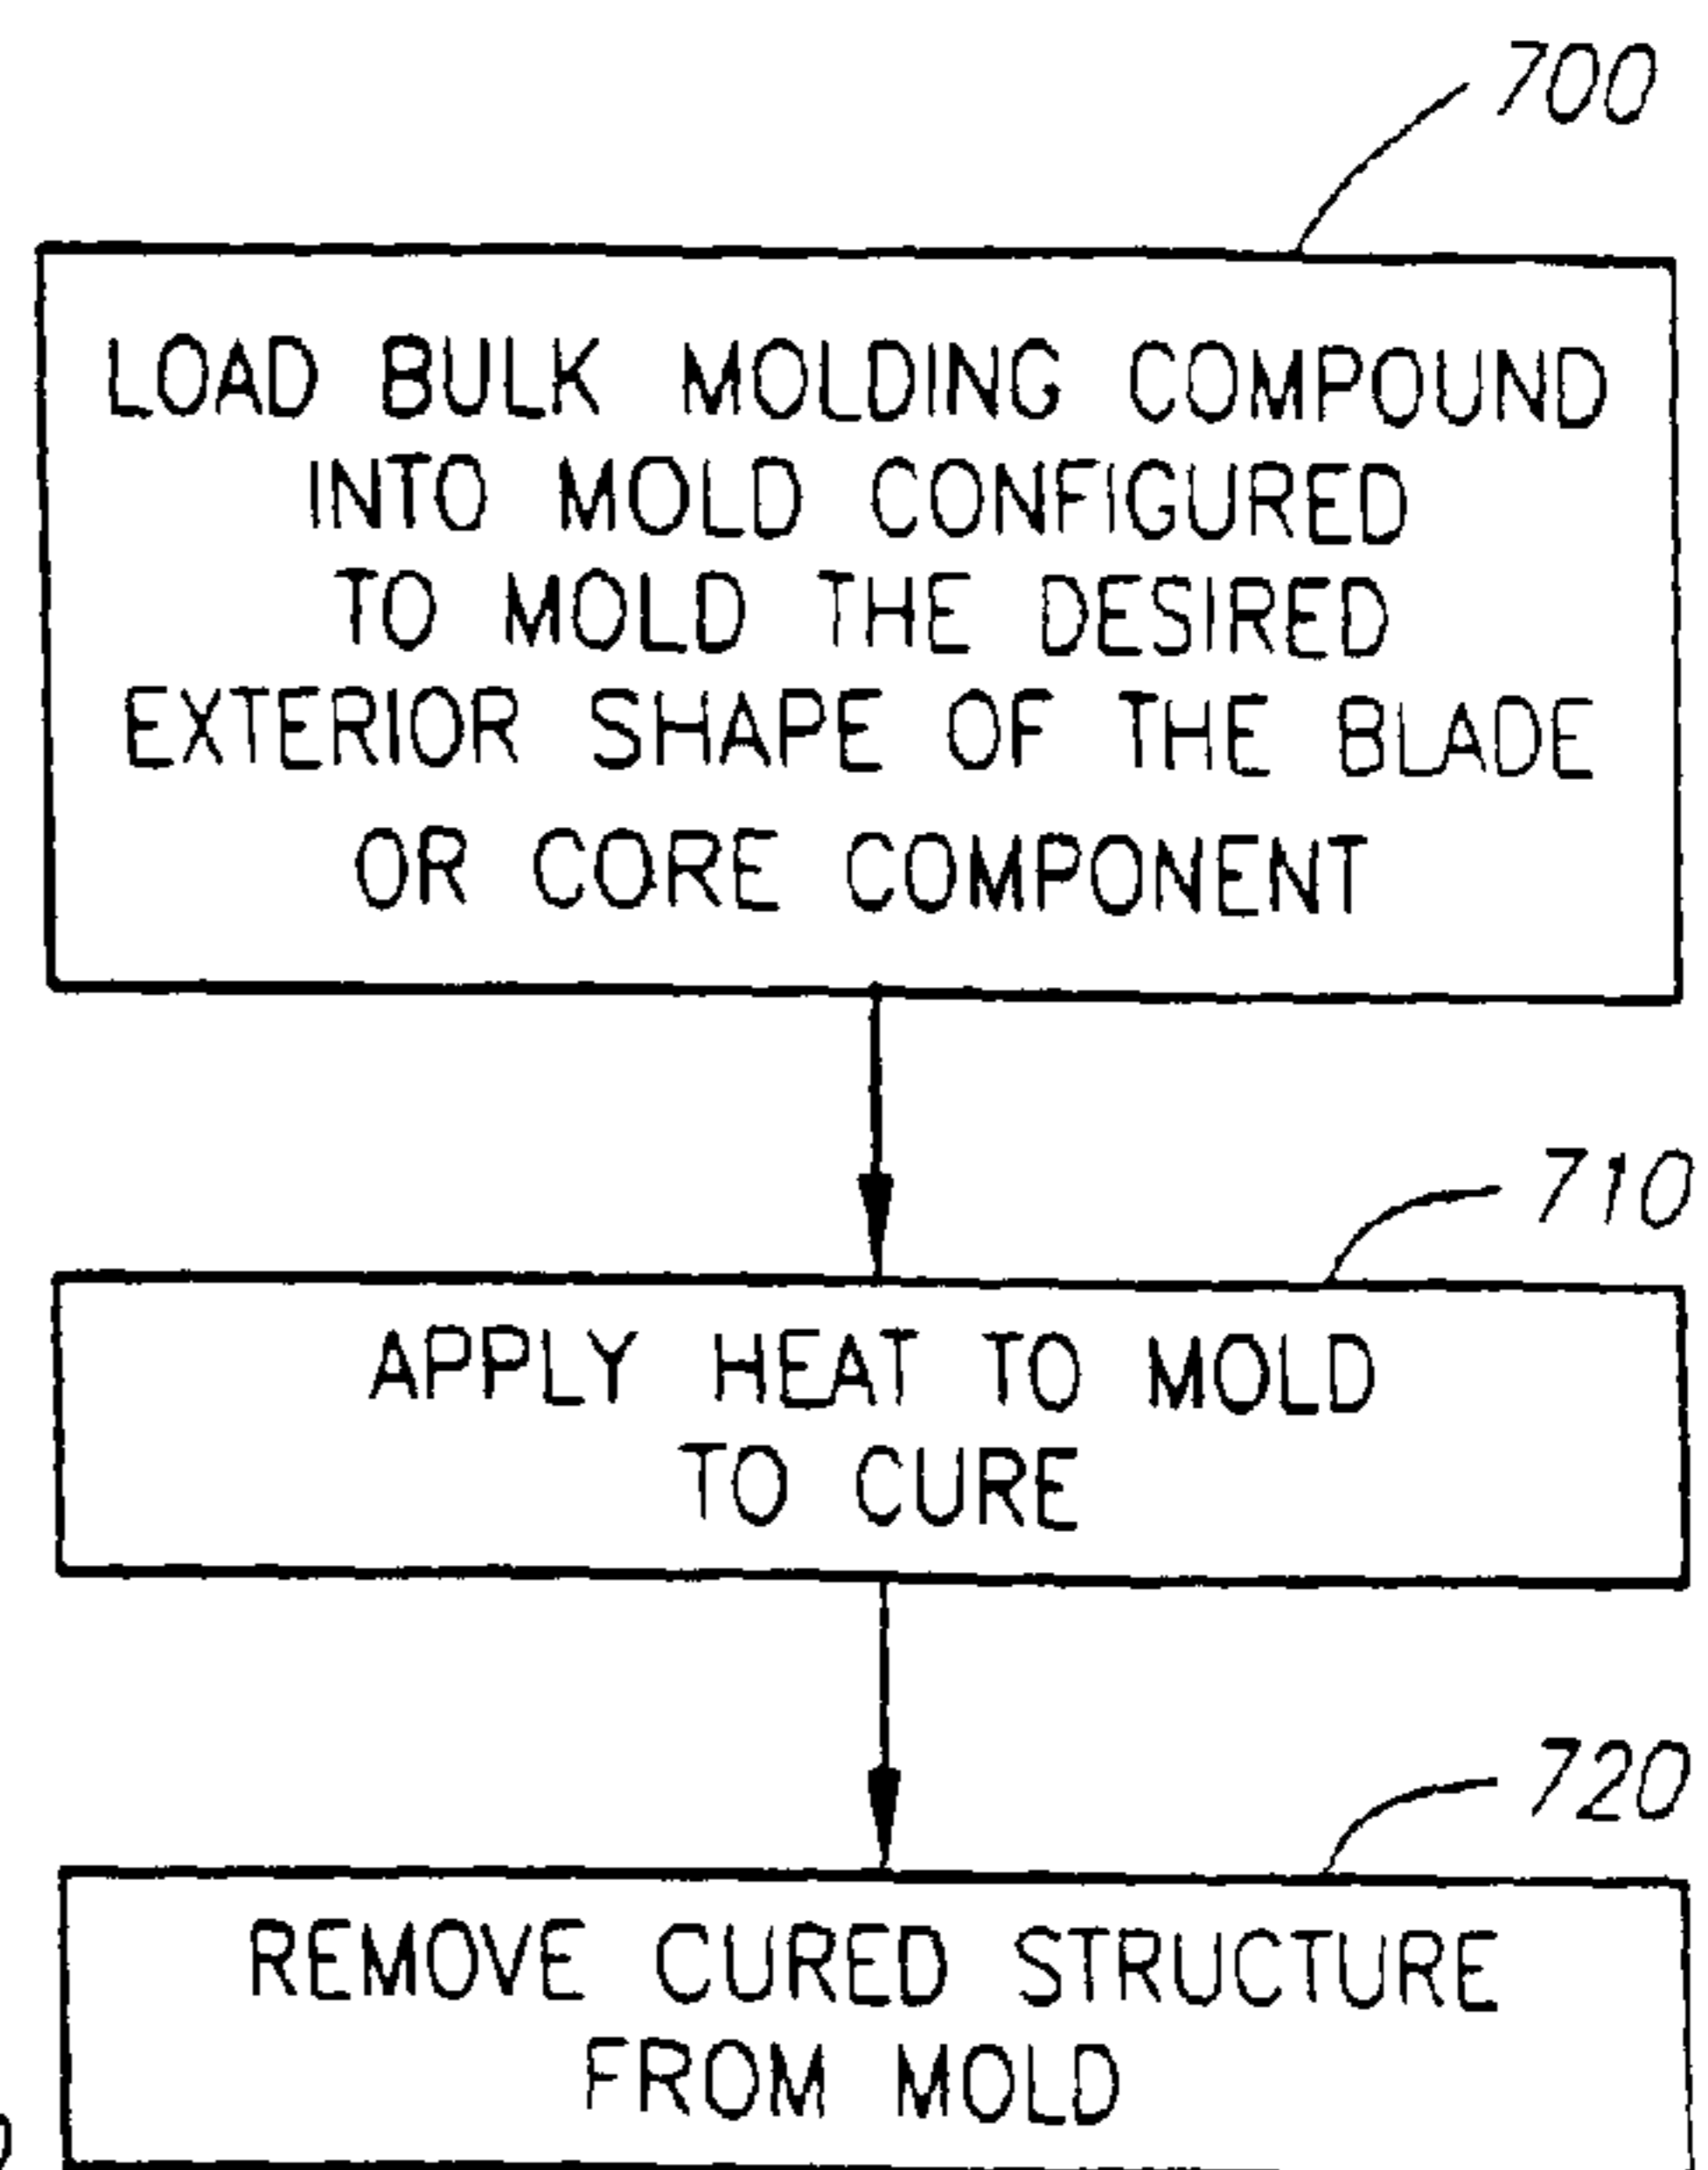 700
LOAD BULK MOLDING COMPOUND
INTO MOLD CONFIGURED
TO MOLD THE DESIRED
EXTERIOR SHAPE OF THE BLADE
OR CORE COMPONENT
710
APPLY HEAT TO MOLD
TO CURE
720
REMOVE CURED STRUCTURE
FROM MOLD